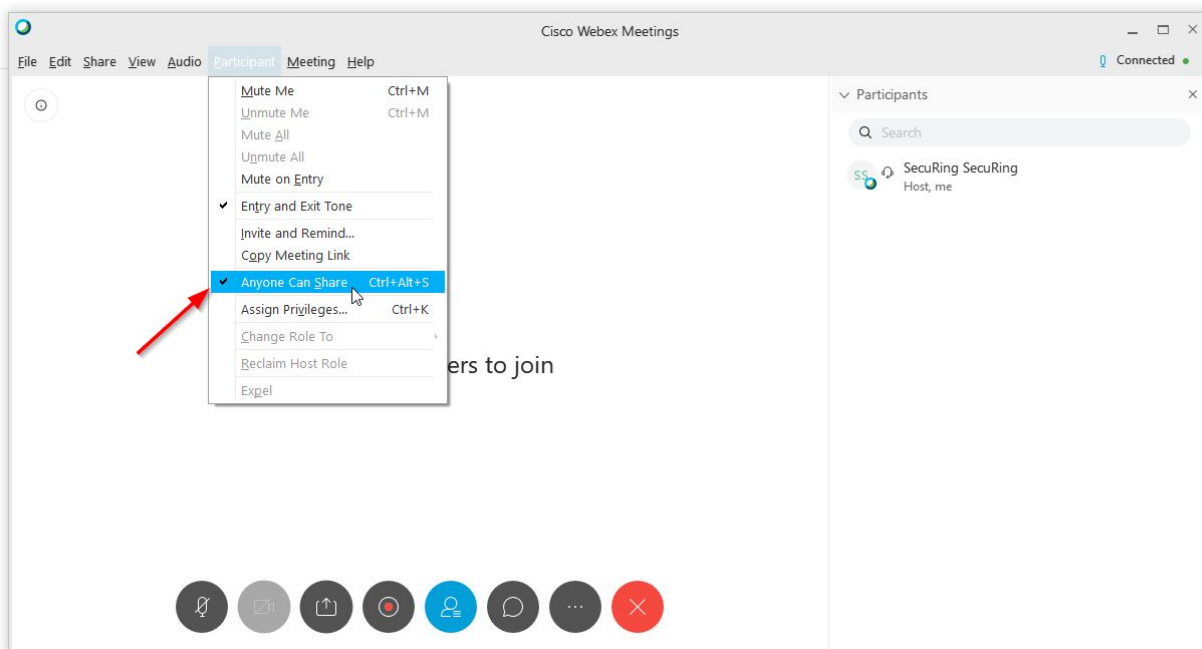 Cisco Webex Meetings
File Edit Share View Audio Participant Meeting Help
Connected
Mute Me Ctrl+M
Unmute Me Ctrl+M
Mute All
Unmute All
Mute on Entry
Entry and Exit Tone
Invite and Remind...
Copy Meeting Link
Anyone Can Share Ctrl+Alt+S
Assign Privileges... Ctrl+K
Change Role To
Reclaim Host Role
Expel
ers to join
Participants
Search
SS
SecuRing SecuRing
Host, me